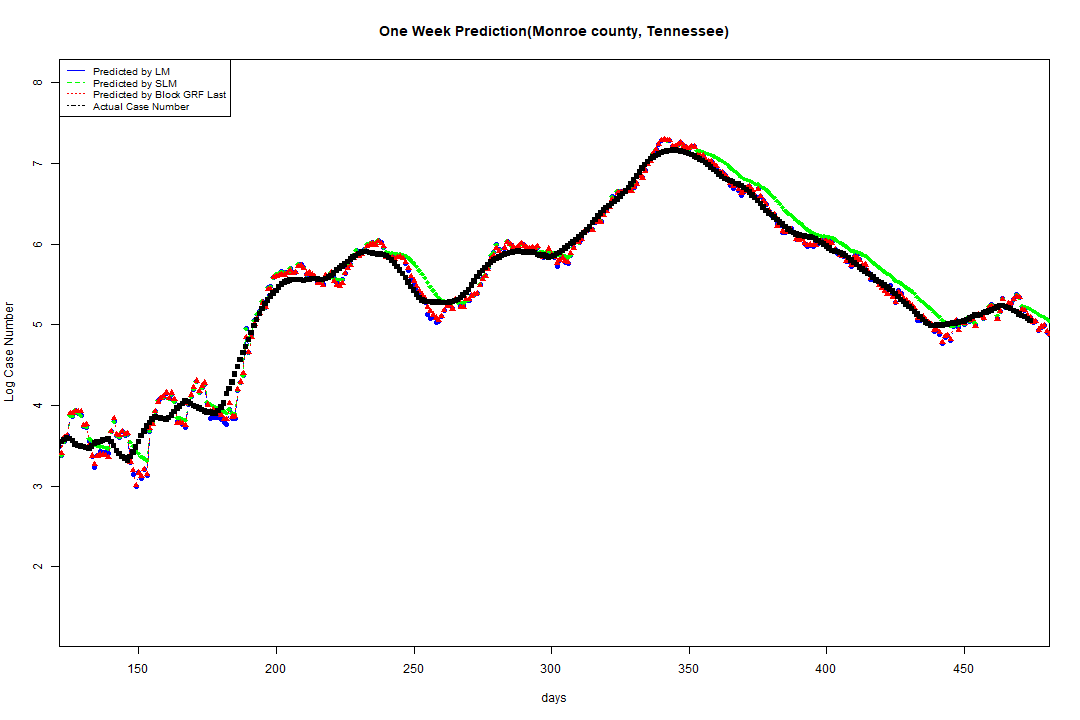 One Week Prediction(Monroe county, Tennessee)
Predicted by LM
Predicted by SLM
Predicted by Block GRF Last
Actual Case Number
Log Case Number
8
7
6
5
4
3
2
150 200 250 300 350 400 450
days